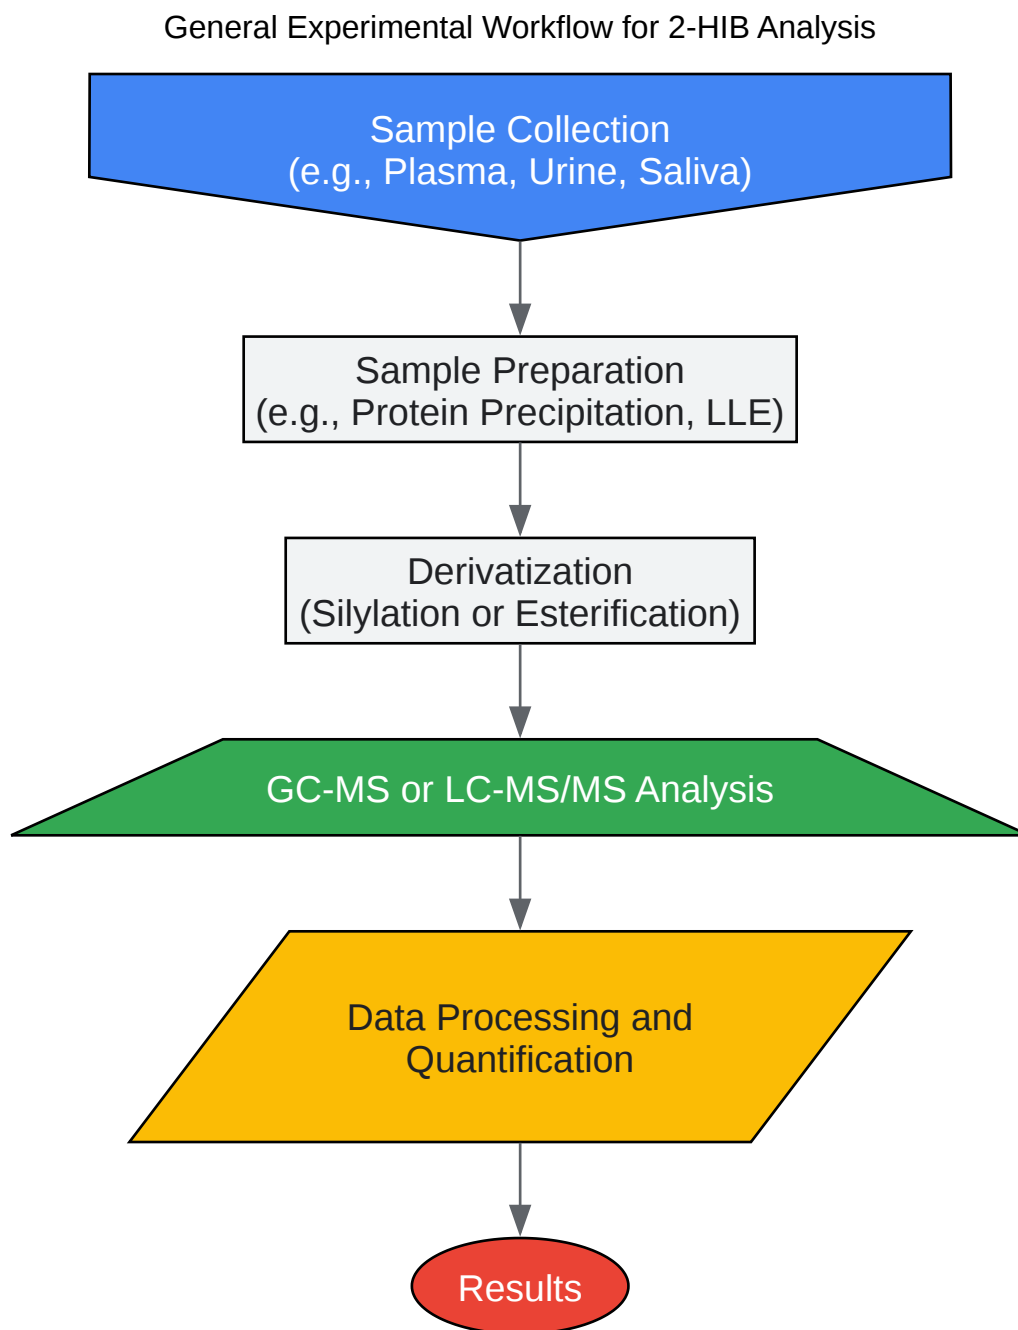 General Experimental Workflow for 2-HIB Analysis
Sample Collection
(e.g., Plasma, Urine, Saliva)
Sample Preparation
(e.g., Protein Precipitation, LLE)
Derivatization
(Silylation or Esterification)
GC-MS or LC-MS/MS Analysis
Data Processing and
Quantification
Results